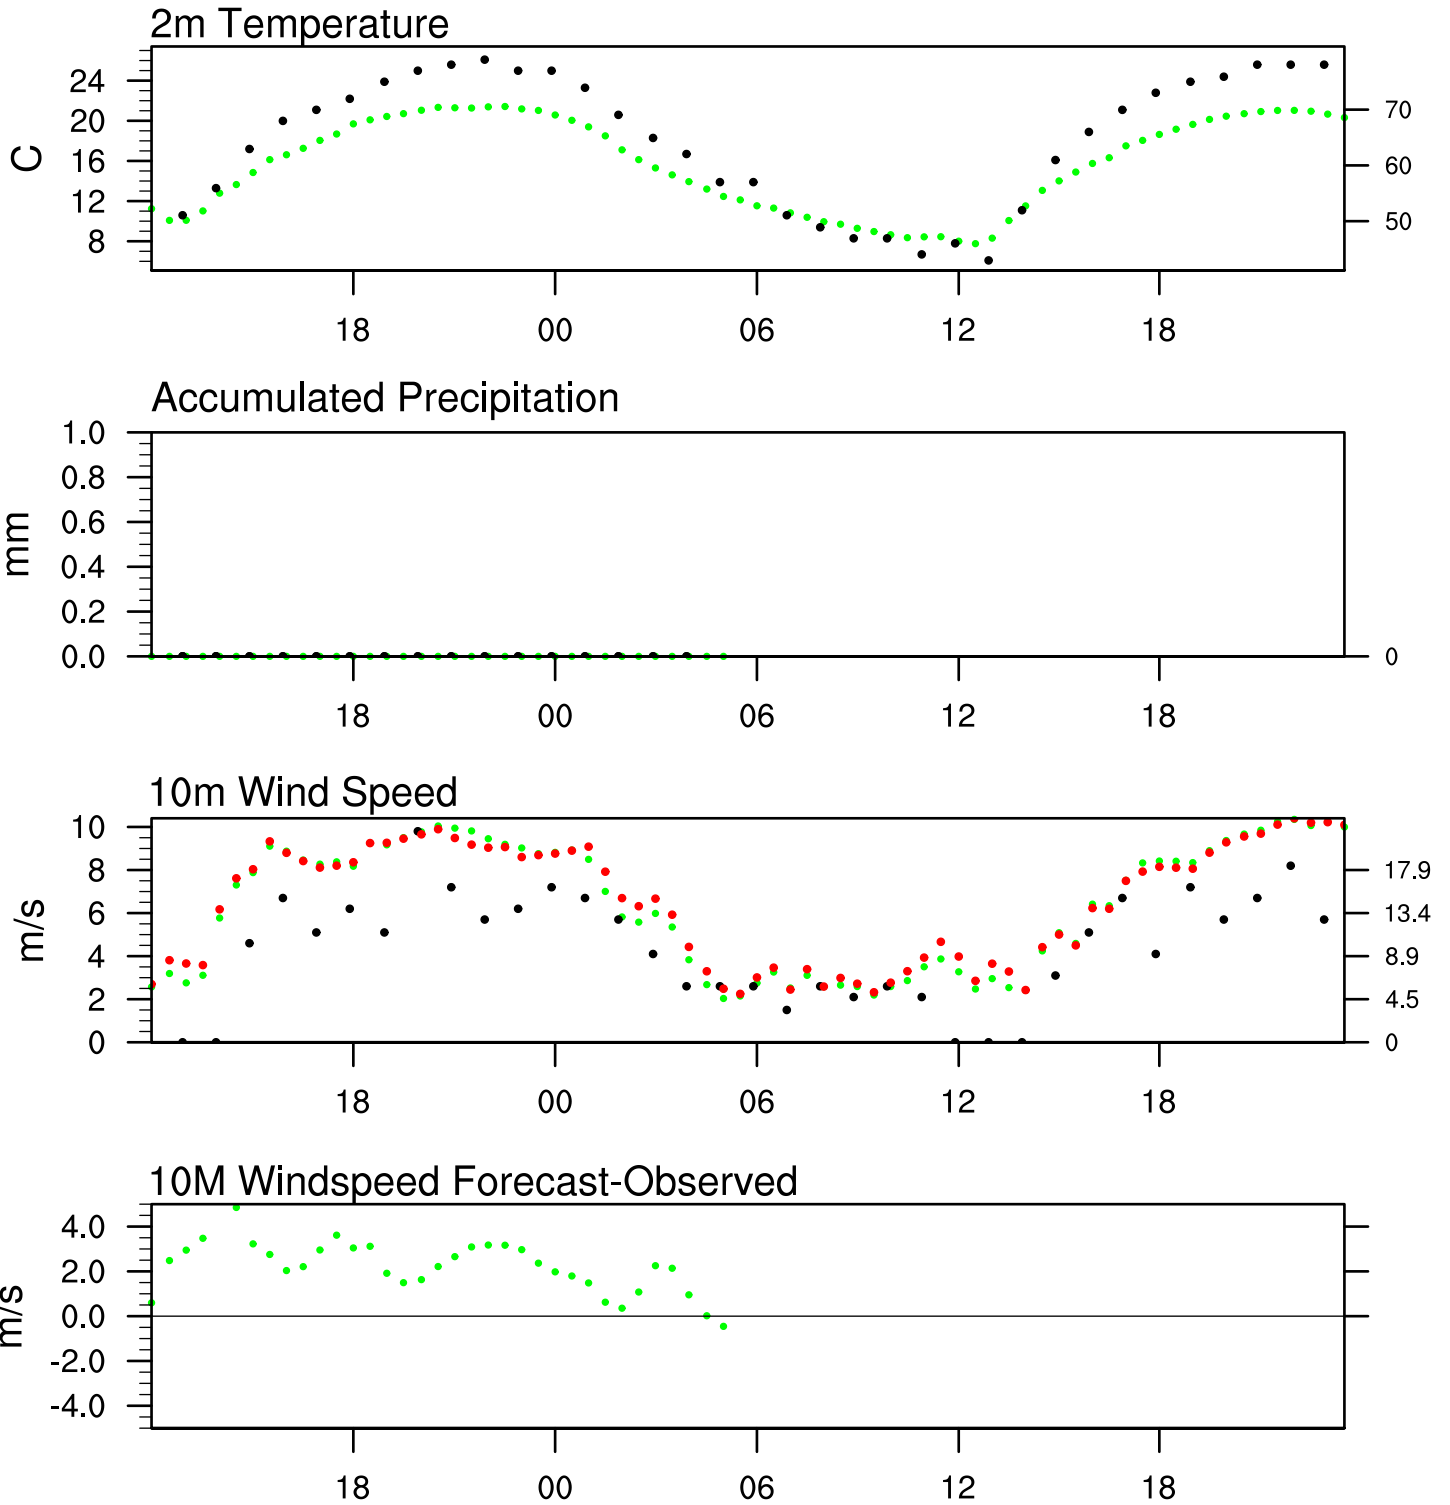 2m Temperature
24
20
16
12
8
C
70
60
50
18 00 06 12 18
Accumulated Precipitation
1.0
0.8
0.6
0.4
0.2
0.0
mm
0
18 00 06 12 18
10m Wind Speed
10
8
6
4
2
0
m/s
17.9
13.4
8.9
4.5
0
18 00 06 12 18
10M Windspeed Forecast-Observed
4.0
2.0
0.0
-2.0
-4.0
m/s
18 00 06 12 18